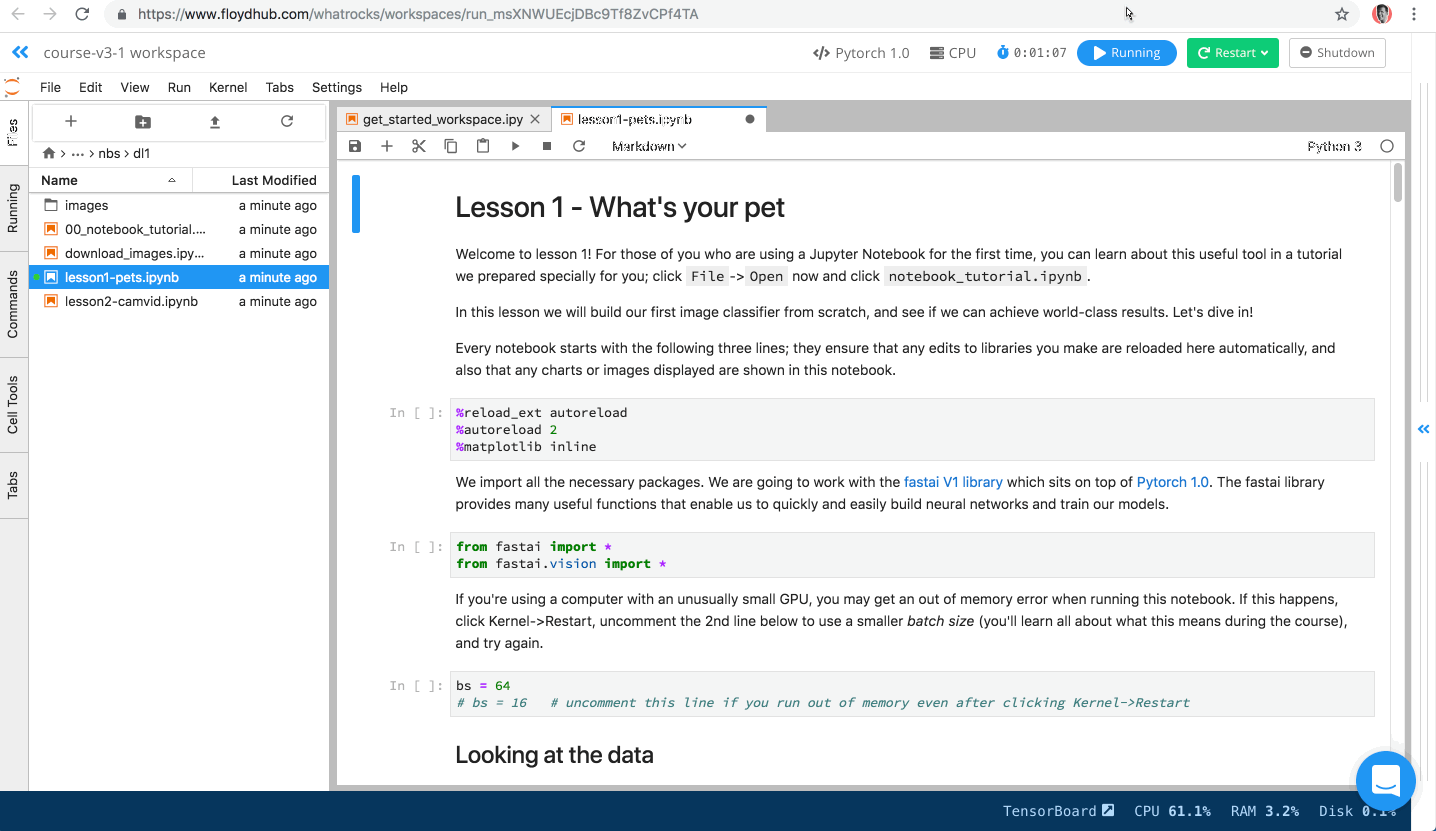 https://www.floydhub.com/whatrocks/workspaces/run_msXNWUEcjDBc9Tf8ZvCPf4TA
course-v3-1 workspace
</> Pytorch 1.0 CPU 0:01:07 Running Restart Shutdown
File Edit View Run Kernel Tabs Settings Help
Files
Running
Commands
Cell Tools
Tabs
... > nbs > dl1
Name Last Modified
images a minute ago
00_notebook_tutorial.... a minute ago
download_images.ipy... a minute ago
lesson1-pets.ipynb a minute ago
lesson2-camvid.ipynb a minute ago
get_started_workspace.ipy lesson1-pets.ipynb
Markdown Python 3
Lesson 1 - What's your pet
Welcome to lesson 1! For those of you who are using a Jupyter Notebook for the first time, you can learn about this useful tool in a tutorial
we prepared specially for you; click File -> Open now and click notebook_tutorial.ipynb .
In this lesson we will build our first image classifier from scratch, and see if we can achieve world-class results. Let's dive in!
Every notebook starts with the following three lines; they ensure that any edits to libraries you make are reloaded here automatically, and
also that any charts or images displayed are shown in this notebook.
In [ ]: %reload_ext autoreload
%autoreload 2
%matplotlib inline
We import all the necessary packages. We are going to work with the fastai V1 library which sits on top of Pytorch 1.0. The fastai library
provides many useful functions that enable us to quickly and easily build neural networks and train our models.
In [ ]: from fastai import *
from fastai.vision import *
If you're using a computer with an unusually small GPU, you may get an out of memory error when running this notebook. If this happens,
click Kernel->Restart, uncomment the 2nd line below to use a smaller batch size (you'll learn all about what this means during the course),
and try again.
In [ ]: bs = 64
# bs = 16 # uncomment this line if you run out of memory even after clicking Kernel->Restart
Looking at the data
TensorBoard CPU 61.1% RAM 3.2% Disk 0.1%